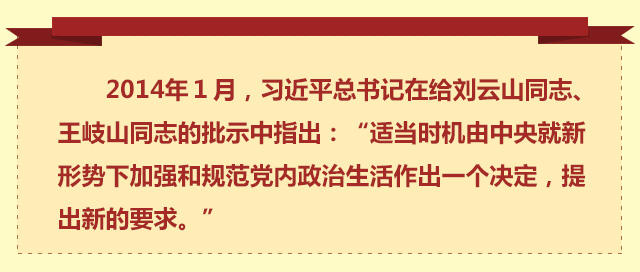 2014年1月，习近平总书记在给刘云山同志、
王岐山同志的批示中指出：“适当时机由中央就新
形势下加强和规范党内政治生活作出一个决定，提
出新的要求。”